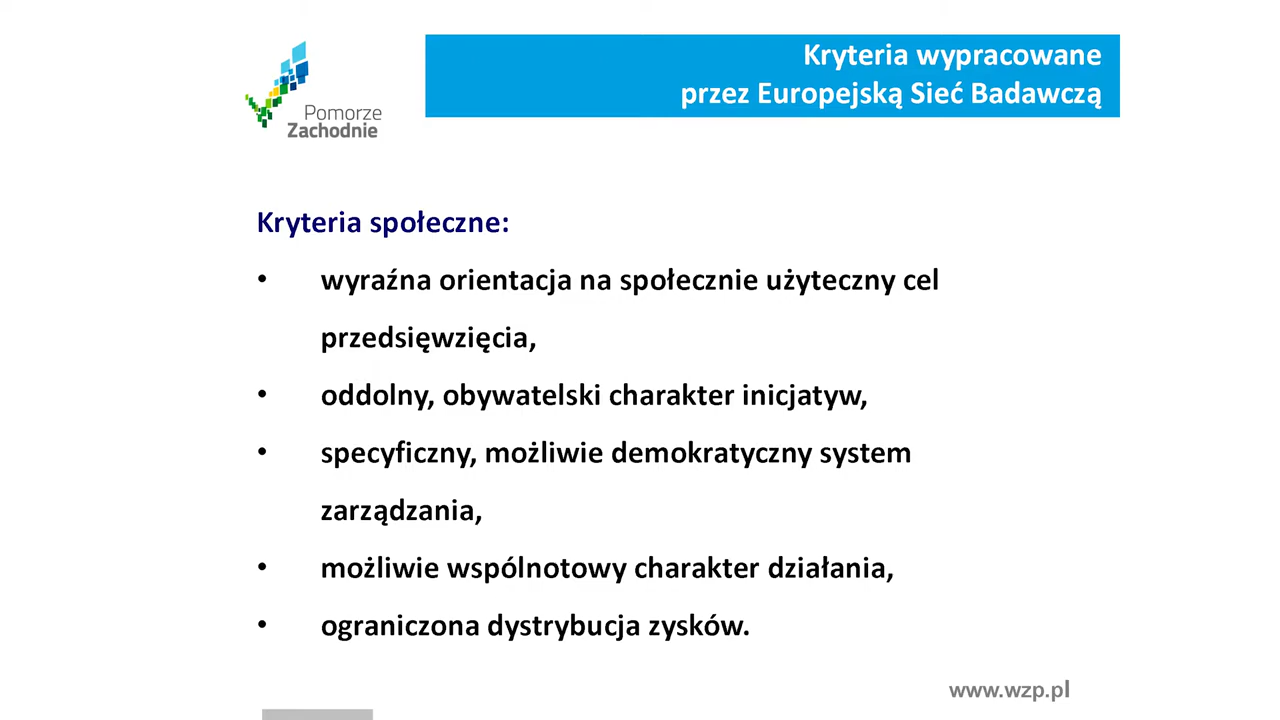 Kryteria wypracowane
przez Europejską Sieć Badawczą
Pomorze
Zachodnie
Kryteria społeczne:
• wyraźna orientacja na społecznie użyteczny cel
przedsięwzięcia,
• oddolny, obywatelski charakter inicjatyw,
• specyficzny, możliwie demokratyczny system
zarządzania,
• możliwie wspólnotowy charakter działania,
• ograniczona dystrybucja zysków.
www.wzp.pl